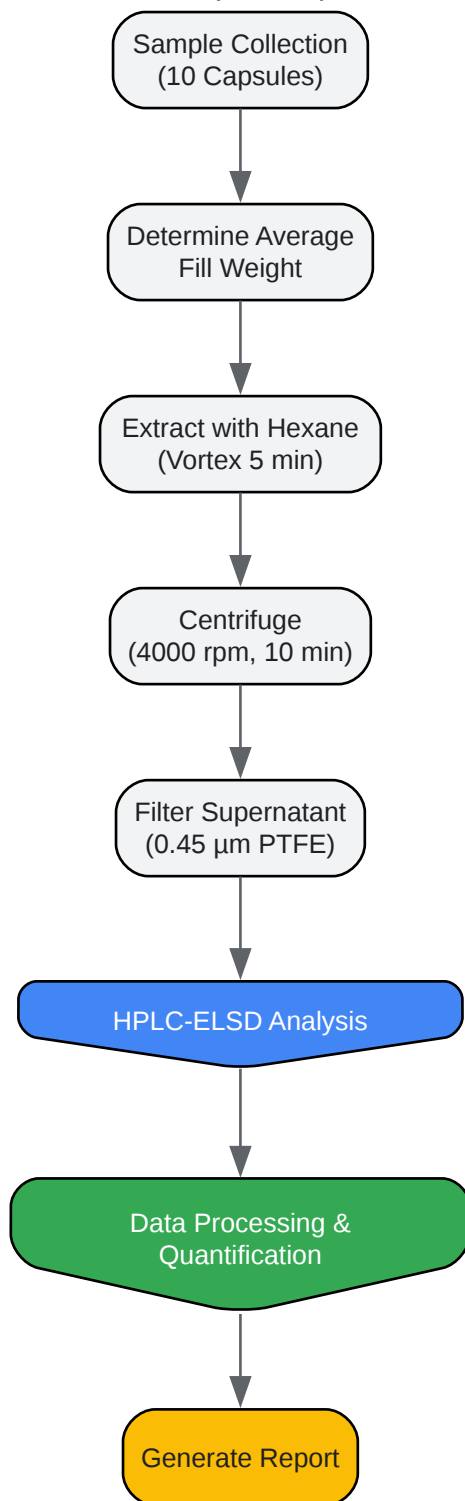 Sample Collection
(10 Capsules)
Determine Average
Fill Weight
Extract with Hexane
(Vortex 5 min)
Centrifuge
(4000 rpm, 10 min)
Filter Supernatant
(0.45 µm PTFE)
HPLC-ELSD Analysis
Data Processing &
Quantification
Generate Report